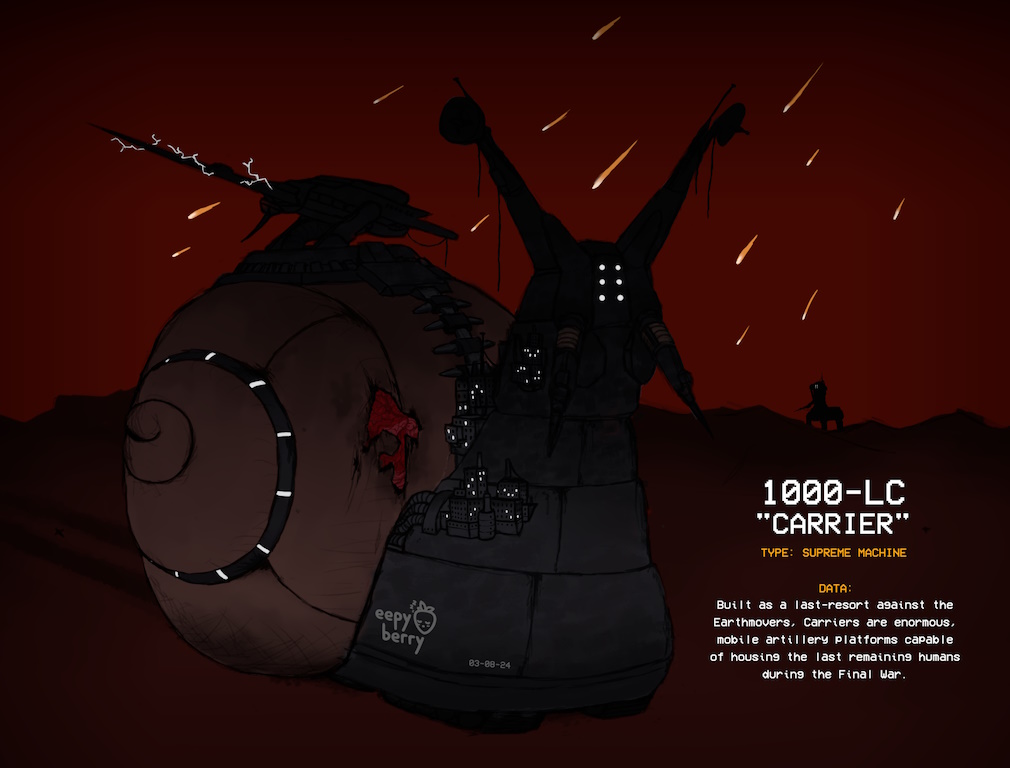 1000-LC
"CARRIER"
TYPE: SUPREME MACHINE
DATA:
Built as a last-resort against the
Earthmovers, Carriers are enormous,
mobile artillery platforms capable
of housing the last remaining humans
during the Final War.
eepy
berry
03-08-24